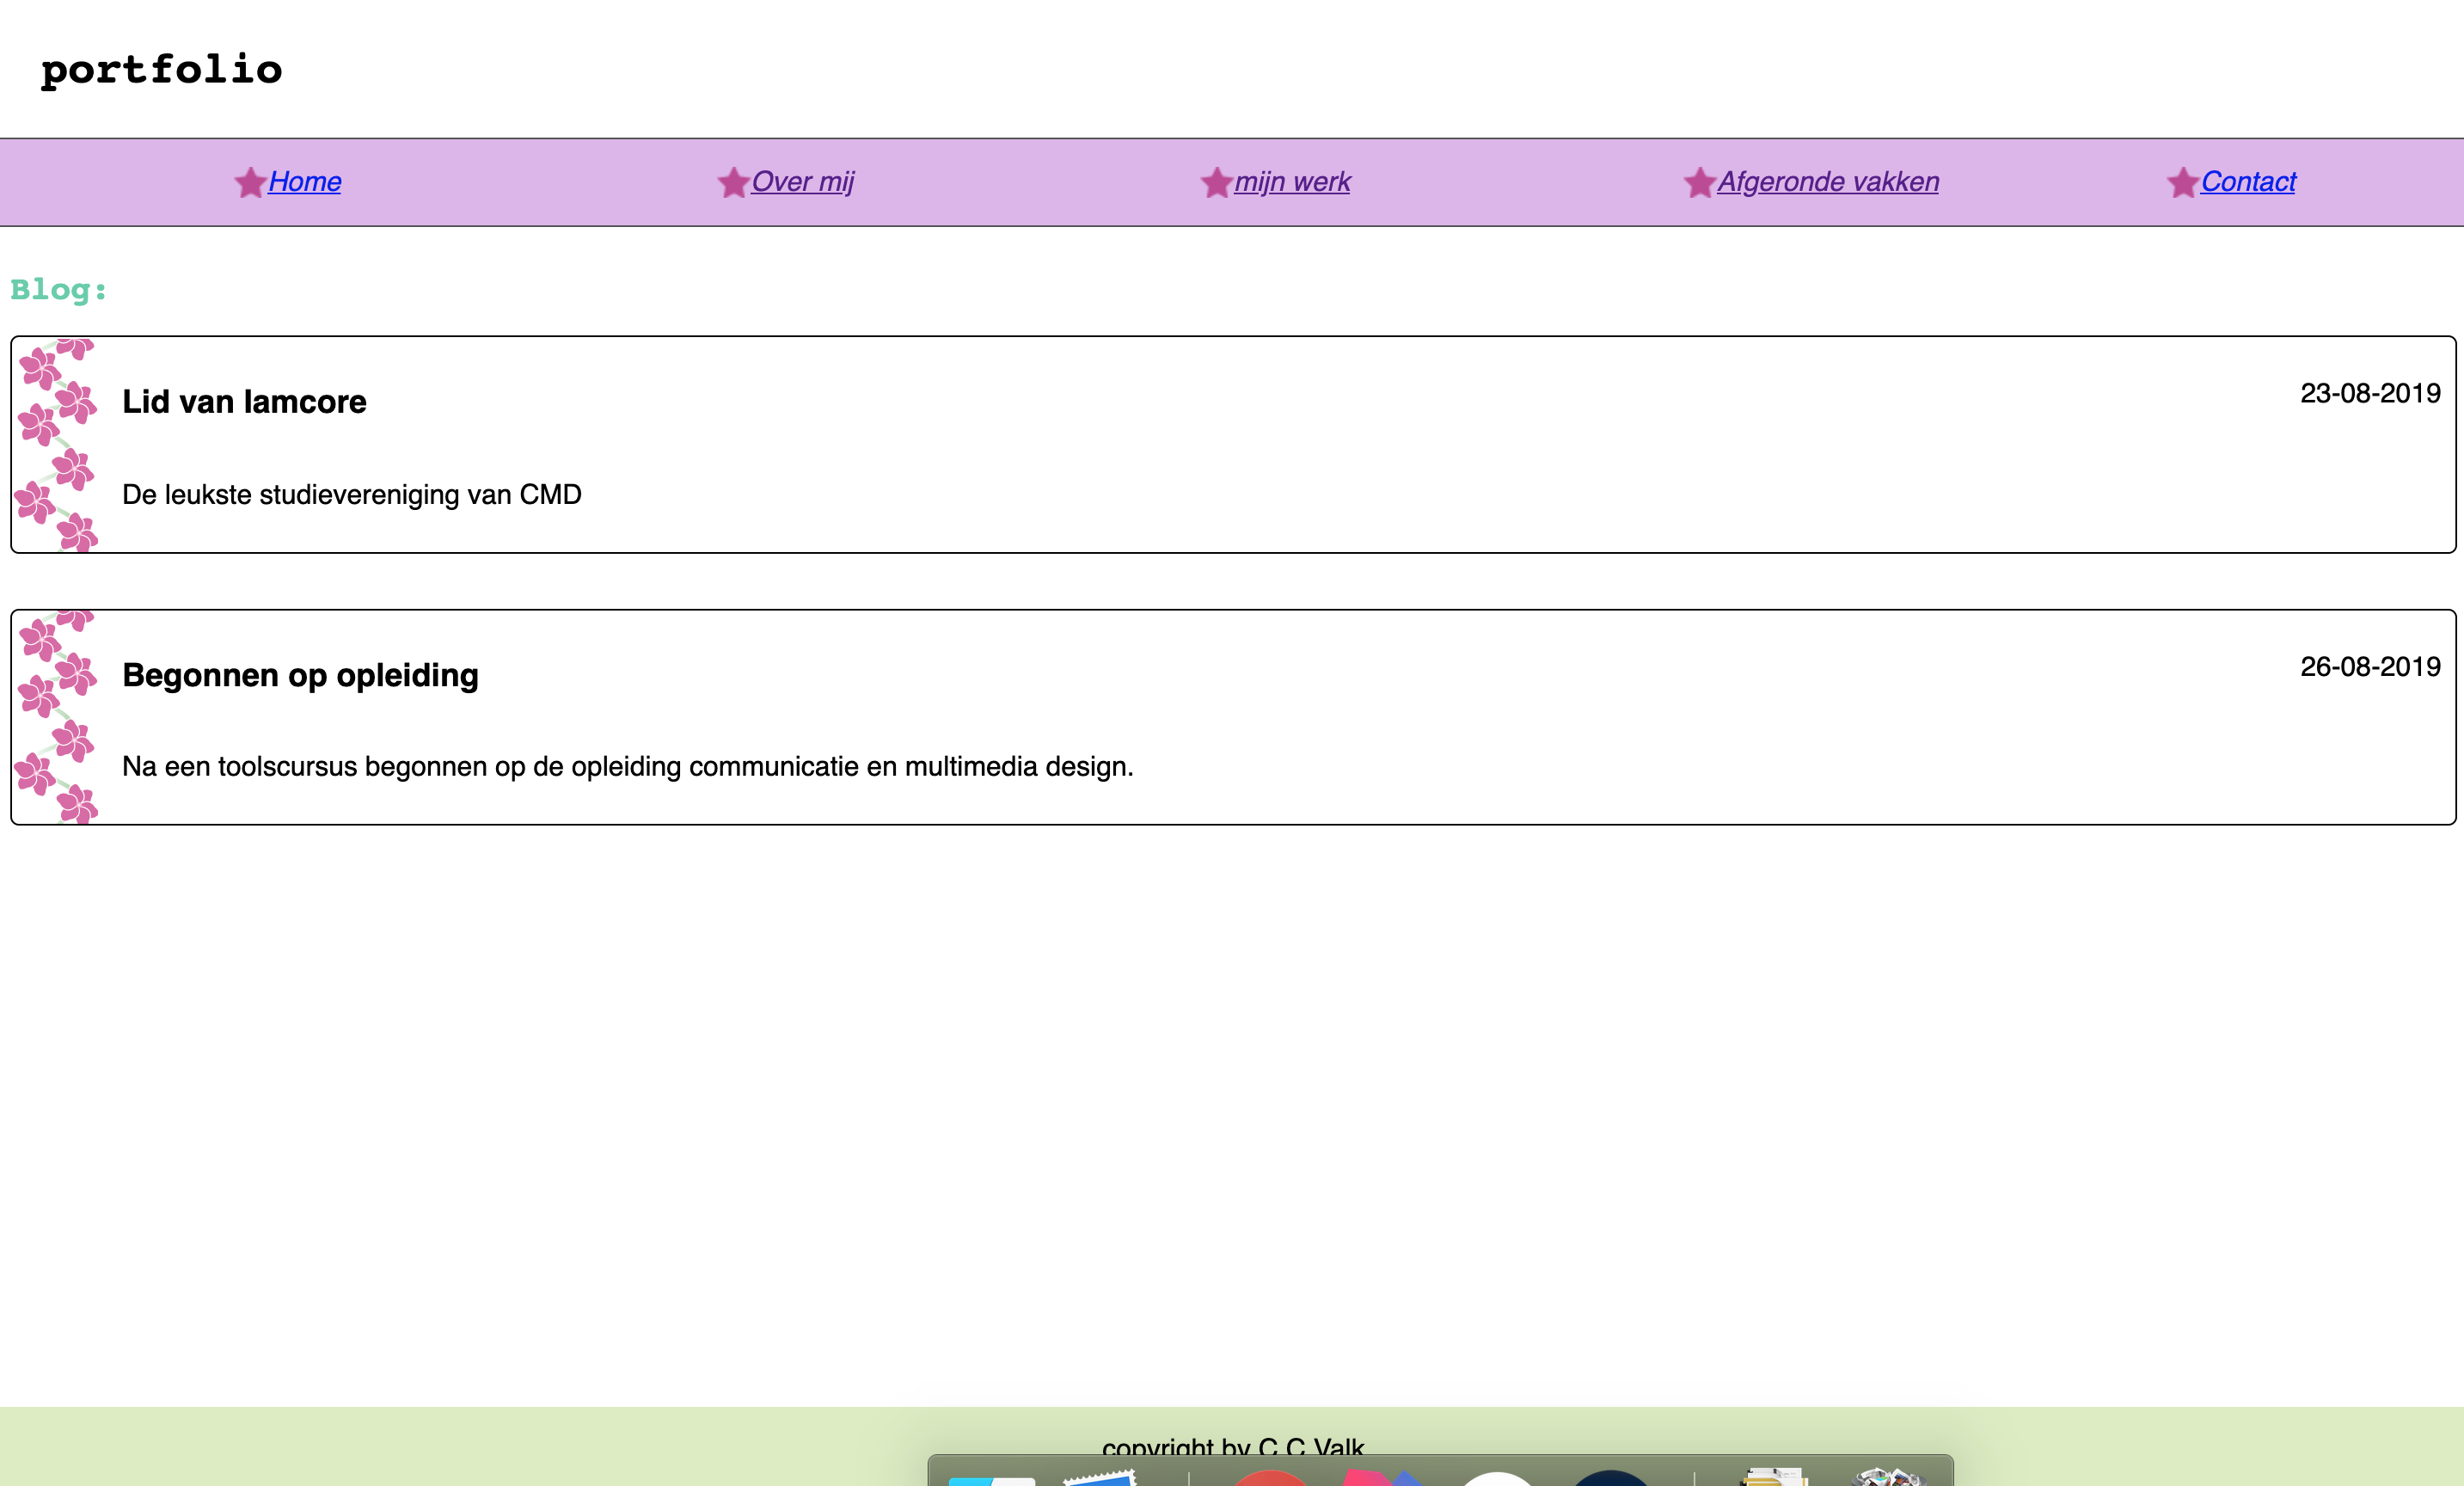 portfolio
Home Over mij mijn werk Afgeronde vakken Contact
Blog:
Lid van lamcore 23-08-2019
De leukste studievereniging van CMD
Begonnen op opleiding 26-08-2019
Na een toolscursus begonnen op de opleiding communicatie en multimedia design.
copyright by C C Valk